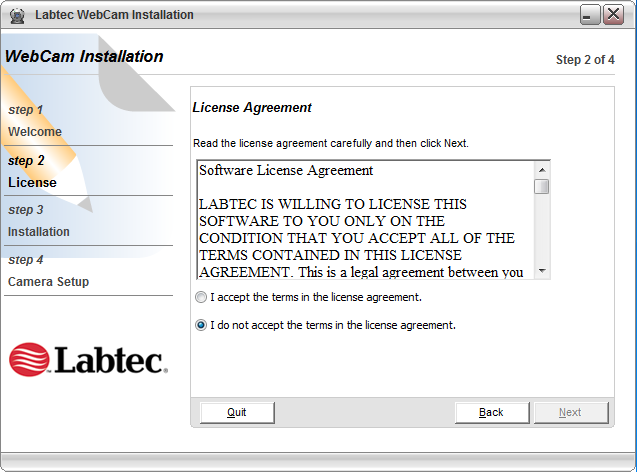 Labtec WebCam Installation
WebCam Installation
Step 2 of 4
step 1
Welcome
step 2
License
step 3
Installation
step 4
Camera Setup
Labtec.
License Agreement
Read the license agreement carefully and then click Next.
Software License Agreement
LABTEC IS WILLING TO LICENSE THIS
SOFTWARE TO YOU ONLY ON THE
CONDITION THAT YOU ACCEPT ALL OF THE
TERMS CONTAINED IN THIS LICENSE
AGREEMENT. This is a legal agreement between you
I accept the terms in the license agreement.
I do not accept the terms in the license agreement.
Quit
Back
Next